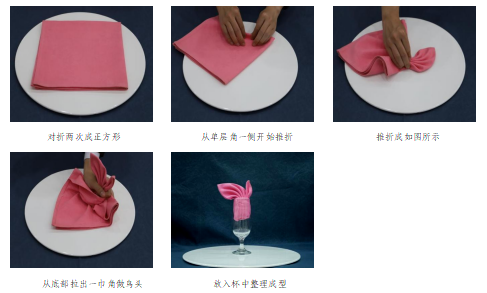 对折两次成正方形
从单层角一侧开始推折
推折成如图所示
从底部拉出一巾角做鸟头
放入杯中整理成型